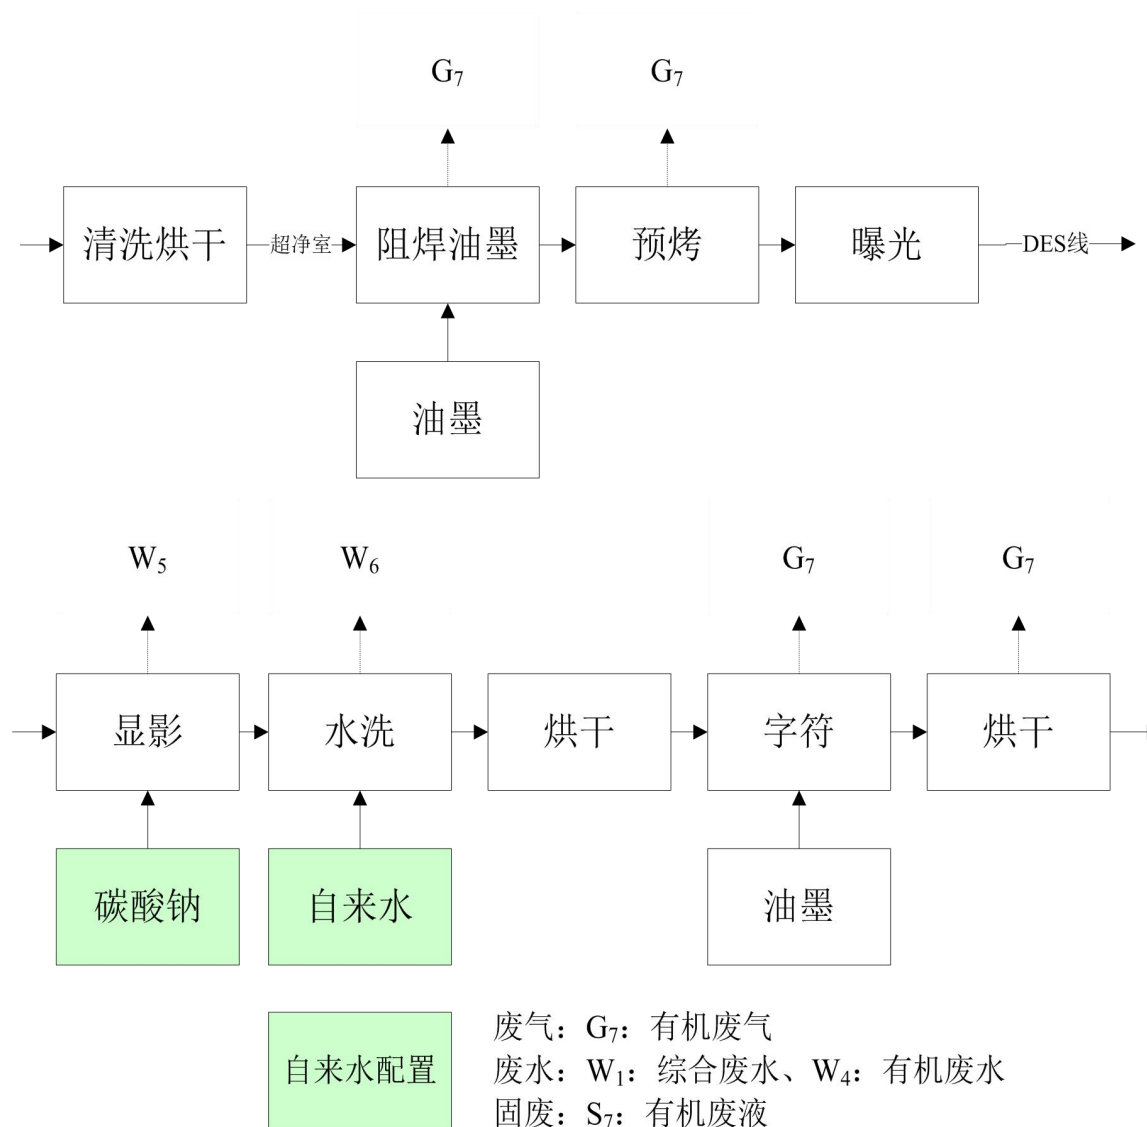 G₇ G₇
清洗烘干 超净室 阻焊油墨 预烤 曝光 DES线
油墨
W₅ W₆ G₇ G₇
显影 水洗 烘干 字符 烘干
碳酸钠 自来水 油墨
自来水配置
废气：G₇：有机废气
废水：W₁：综合废水、W₄：有机废水
固废：S₇：有机废液